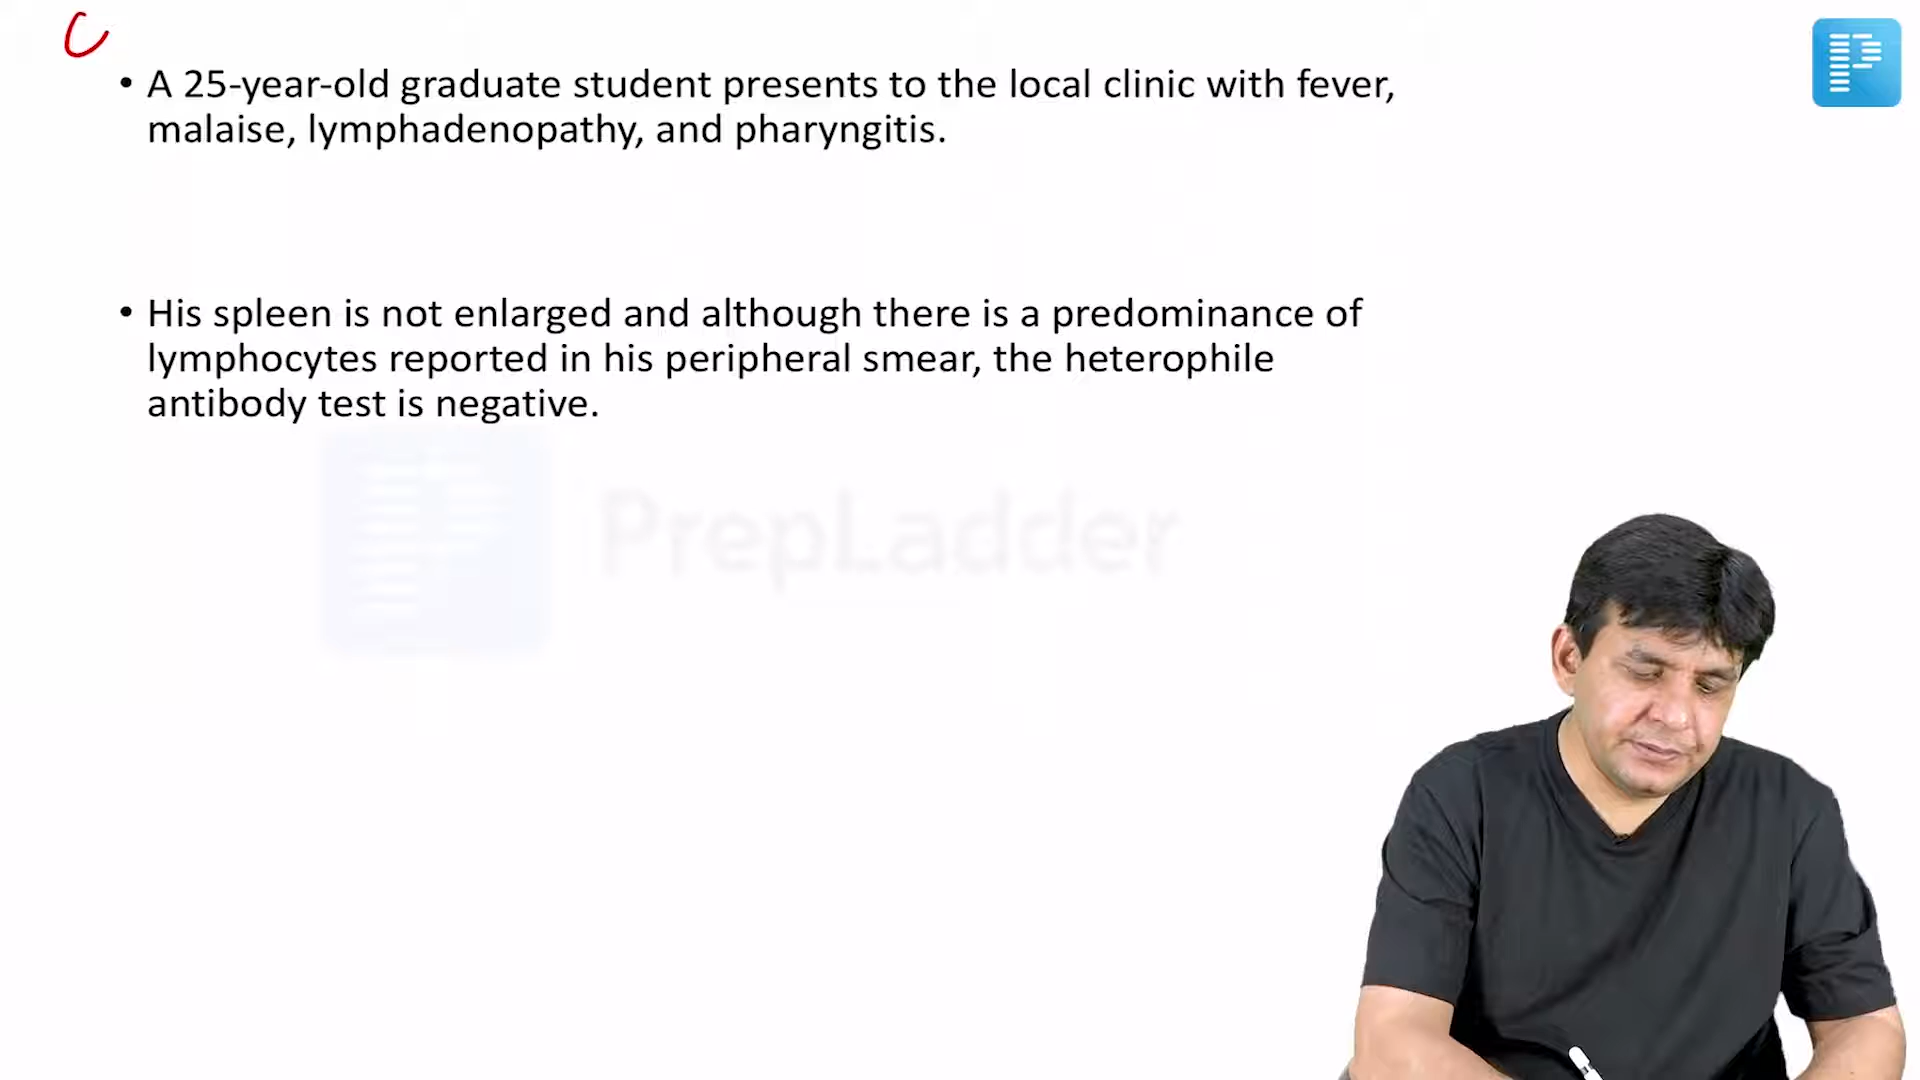 C
• A 25-year-old graduate student presents to the local clinic with fever,
malaise, lymphadenopathy, and pharyngitis.
• His spleen is not enlarged and although there is a predominance of
lymphocytes reported in his peripheral smear, the heterophile
antibody test is negative.
PrepLadder